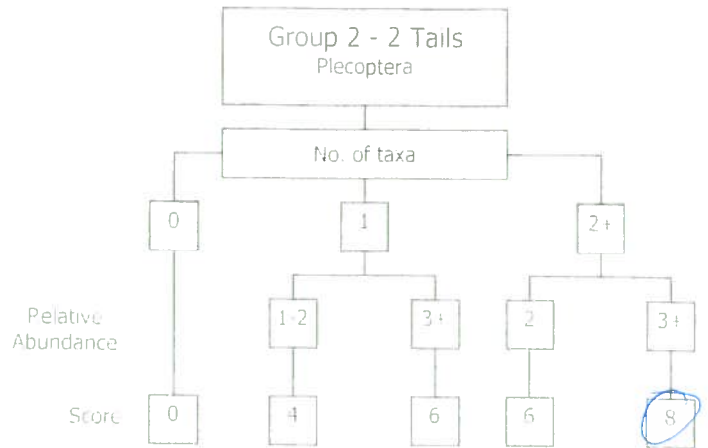 Group 2 - 2 Tails
Plecoptera
No. of taxa
0 1 2+
Relative
Abundance
1-2 3+ 2 3+
Score 0 4 6 6 8